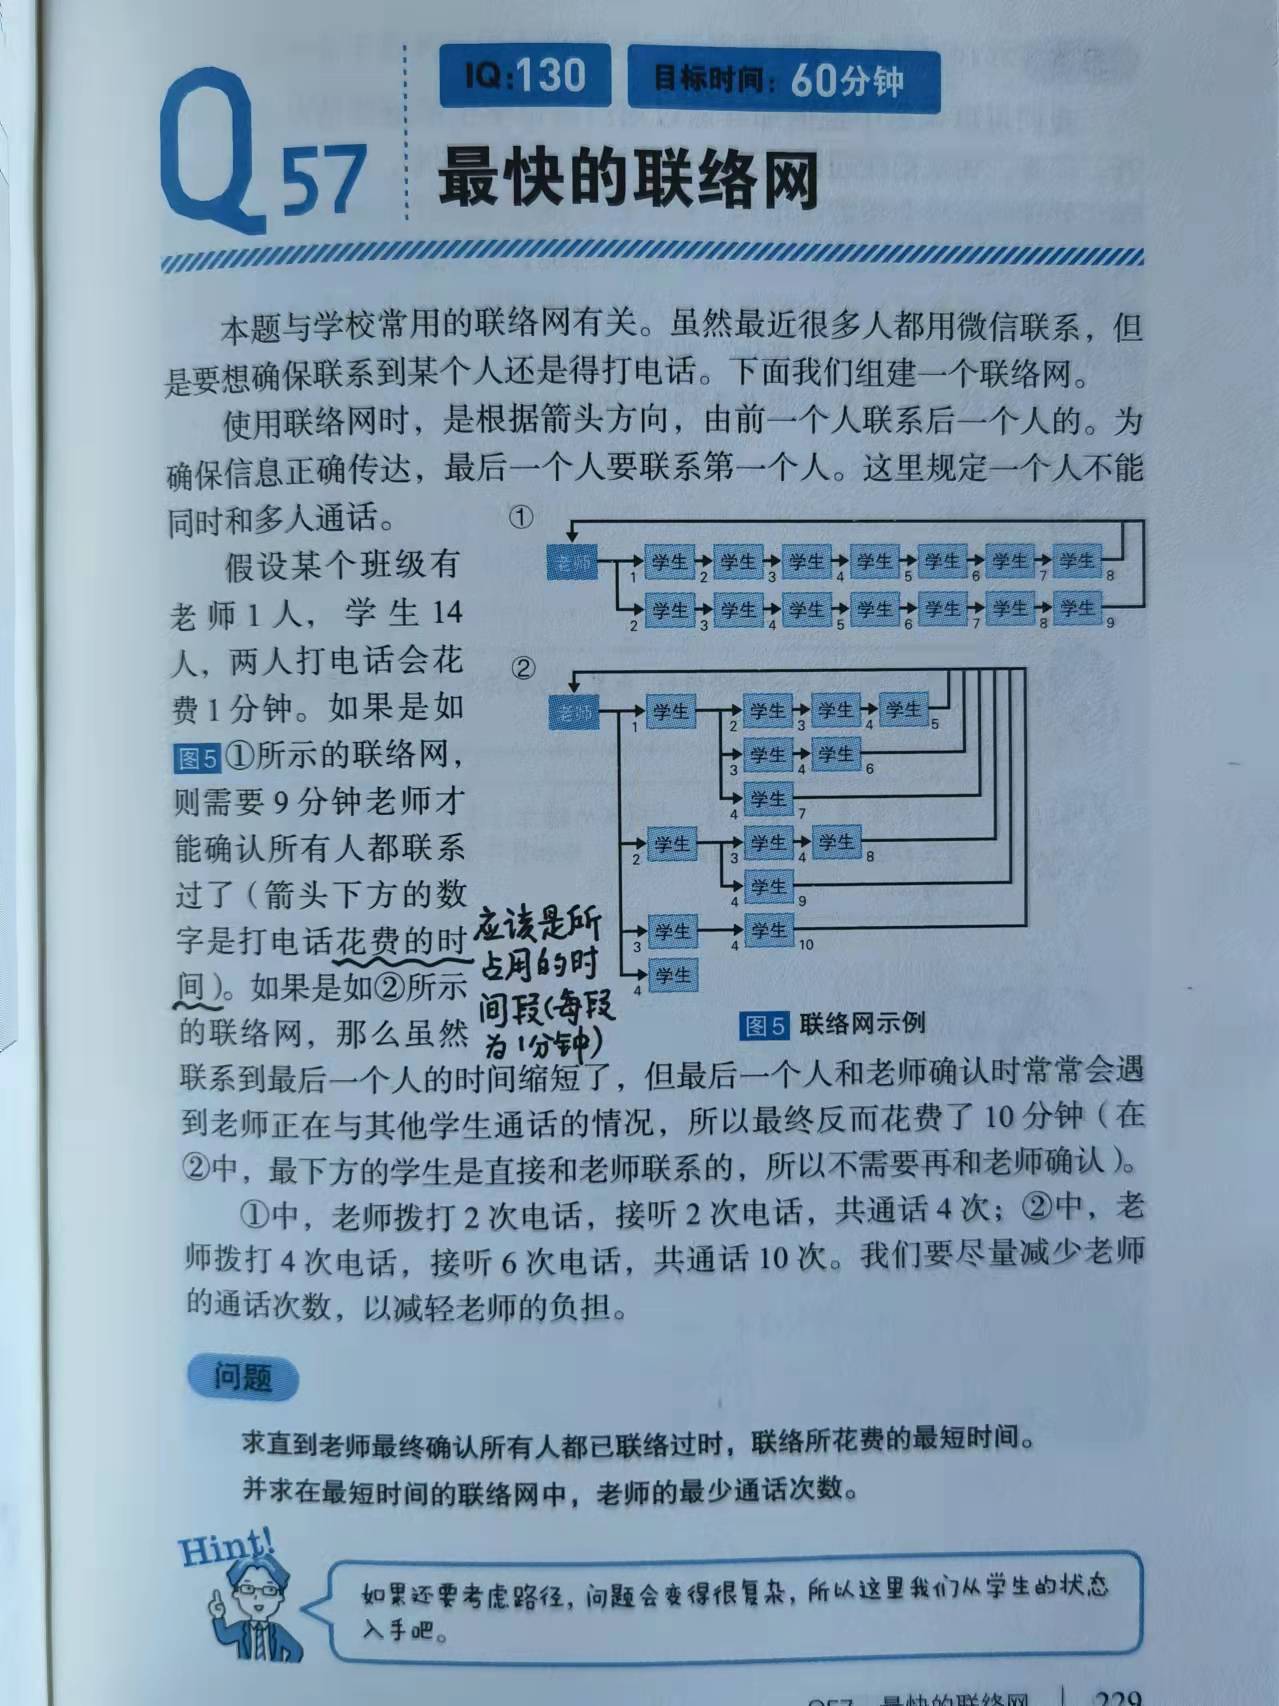 IQ:130 目标时间：60分钟
Q57 最快的联络网
本题与学校常用的联络网有关。虽然最近很多人都用微信联系，但
是要想确保联系到某个人还是得打电话。下面我们组建一个联络网。
使用联络网时，是根据箭头方向，由前一个人联系后一个人的。为
确保信息正确传达，最后一个人要联系第一个人。这里规定一个人不能
同时和多人通话。
假设某个班级有
老师1人，学生14
人，两人打电话会花
费1分钟。如果是如
图5①所示的联络网，
则需要9分钟老师才
能确认所有人都联系
过了（箭头下方的数
字是打电话花费的时
间）。如果是如②所示
的联络网，那么虽然
应该是所
占用的时
间段(每段
为1分钟)
①
老师 1 学生 2 学生 3 学生 4 学生 5 学生 6 学生 7 学生 8
2 学生 3 学生 4 学生 5 学生 6 学生 7 学生 8 学生 9
②
老师 1 学生 2 学生 3 学生 4 学生 5
3 学生 4 学生 6
4 学生 7
2 学生 3 学生 4 学生 8
4 学生 9
3 学生 4 学生 10
4 学生
图5 联络网示例
联系到最后一个人的时间缩短了，但最后一个人和老师确认时常常会遇
到老师正在与其他学生通话的情况，所以最终反而花费了10分钟（在
②中，最下方的学生是直接和老师联系的，所以不需要再和老师确认）。
①中，老师拨打2次电话，接听2次电话，共通话4次；②中，老
师拨打4次电话，接听6次电话，共通话10次。我们要尽量减少老师
的通话次数，以减轻老师的负担。
问题
求直到老师最终确认所有人都已联络过时，联络所花费的最短时间。
并求在最短时间的联络网中，老师的最少通话次数。
Hint!
如果还要考虑路径，问题会变得很复杂，所以这里我们从学生的状态
入手吧。
Q57 最快的联络网 | 229